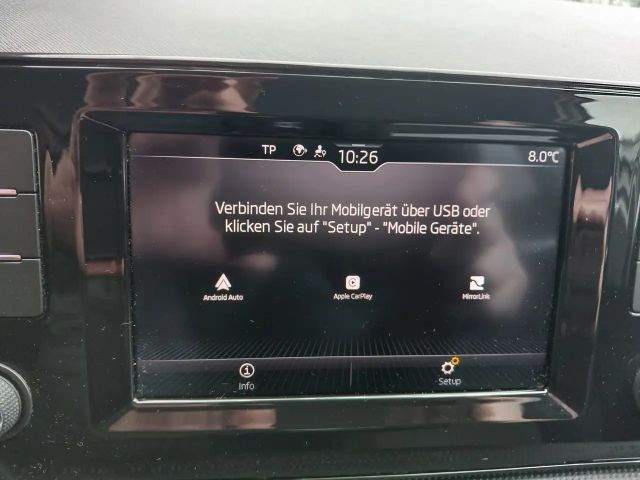 TP 10:26 8.0°C
Verbinden Sie Ihr Mobilgerät über USB oder
klicken Sie auf "Setup" - "Mobile Geräte".
Android Auto Apple CarPlay MirrorLink
Info Setup